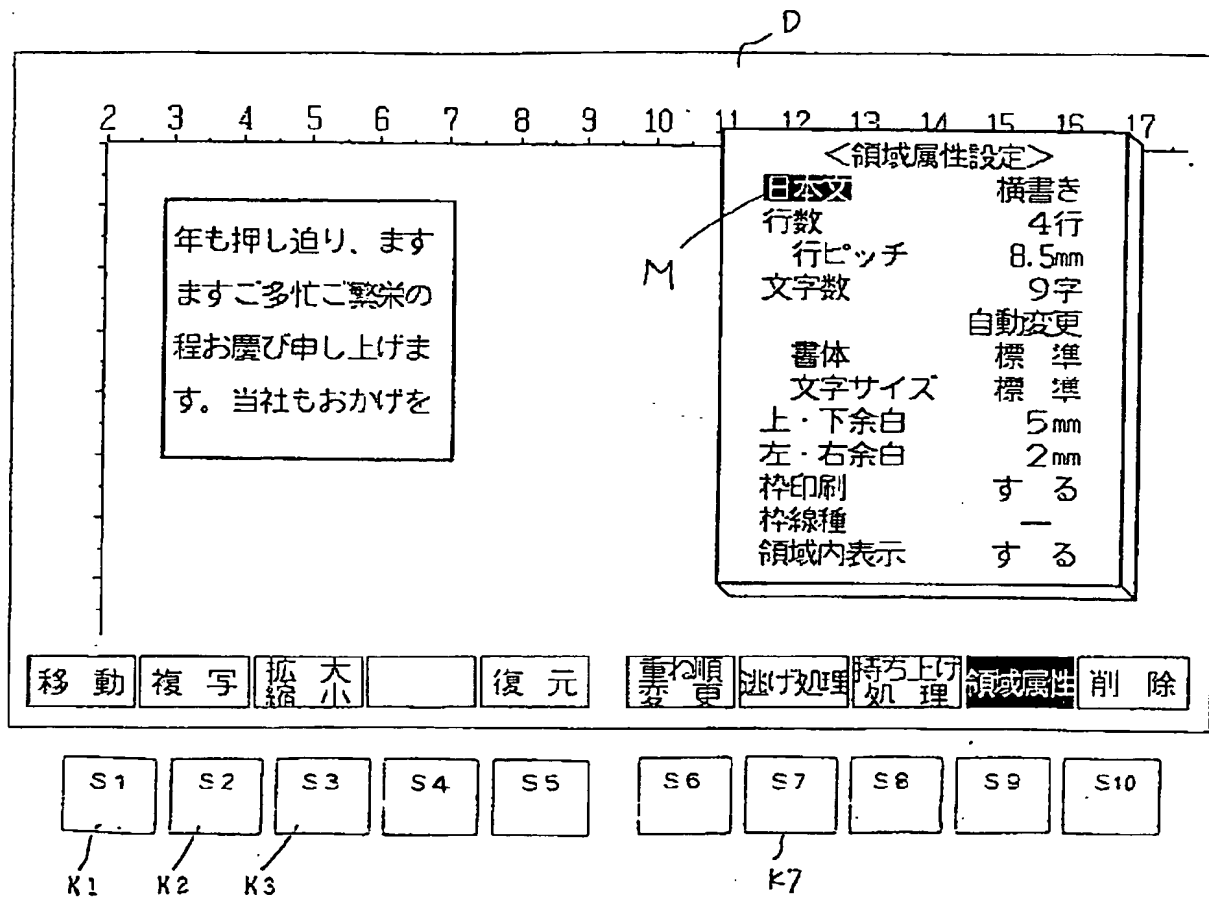 D
2 3 4 5 6 7 8 9 10 11 12 13 14 15 16 17
年も押し迫り、ます
ますご多忙ご繁栄の
程お慶び申し上げま
す。当社もおかげを
M
<領域属性設定>
日本文 横書き
行数 4行
行ピッチ 8.5mm
文字数 9字
自動変更
書体 標 準
文字サイズ 標 準
上・下余白 5mm
左・右余白 2mm
枠印刷 す る
枠線種 ー
領域内表示 す る
移 動 複 写 拡 大 復 元 重ね順 逃げ処理 持ち上げ 領域属性 削 除
縮 小 変 更 処 理
S1 S2 S3 S4 S5 S6 S7 S8 S9 S10
K1 K2 K3 K7